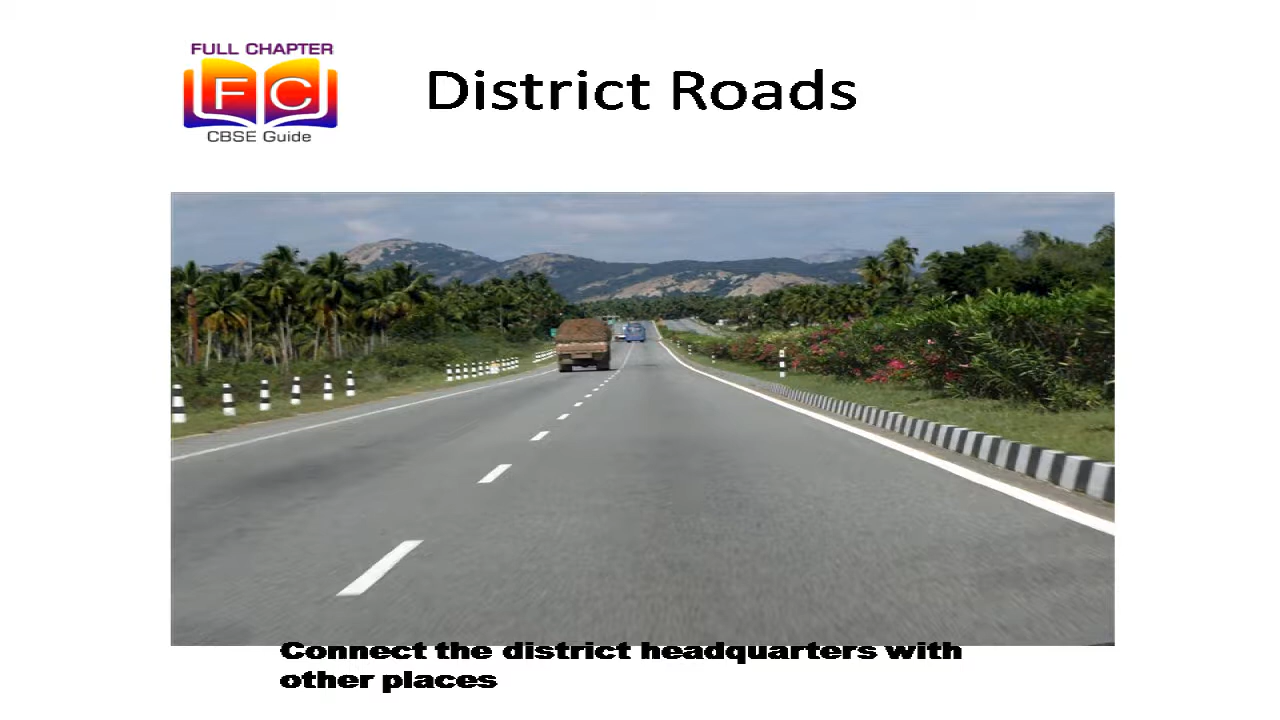 FULL CHAPTER
FC
CBSE Guide
District Roads
Connect the district headquarters with
other places